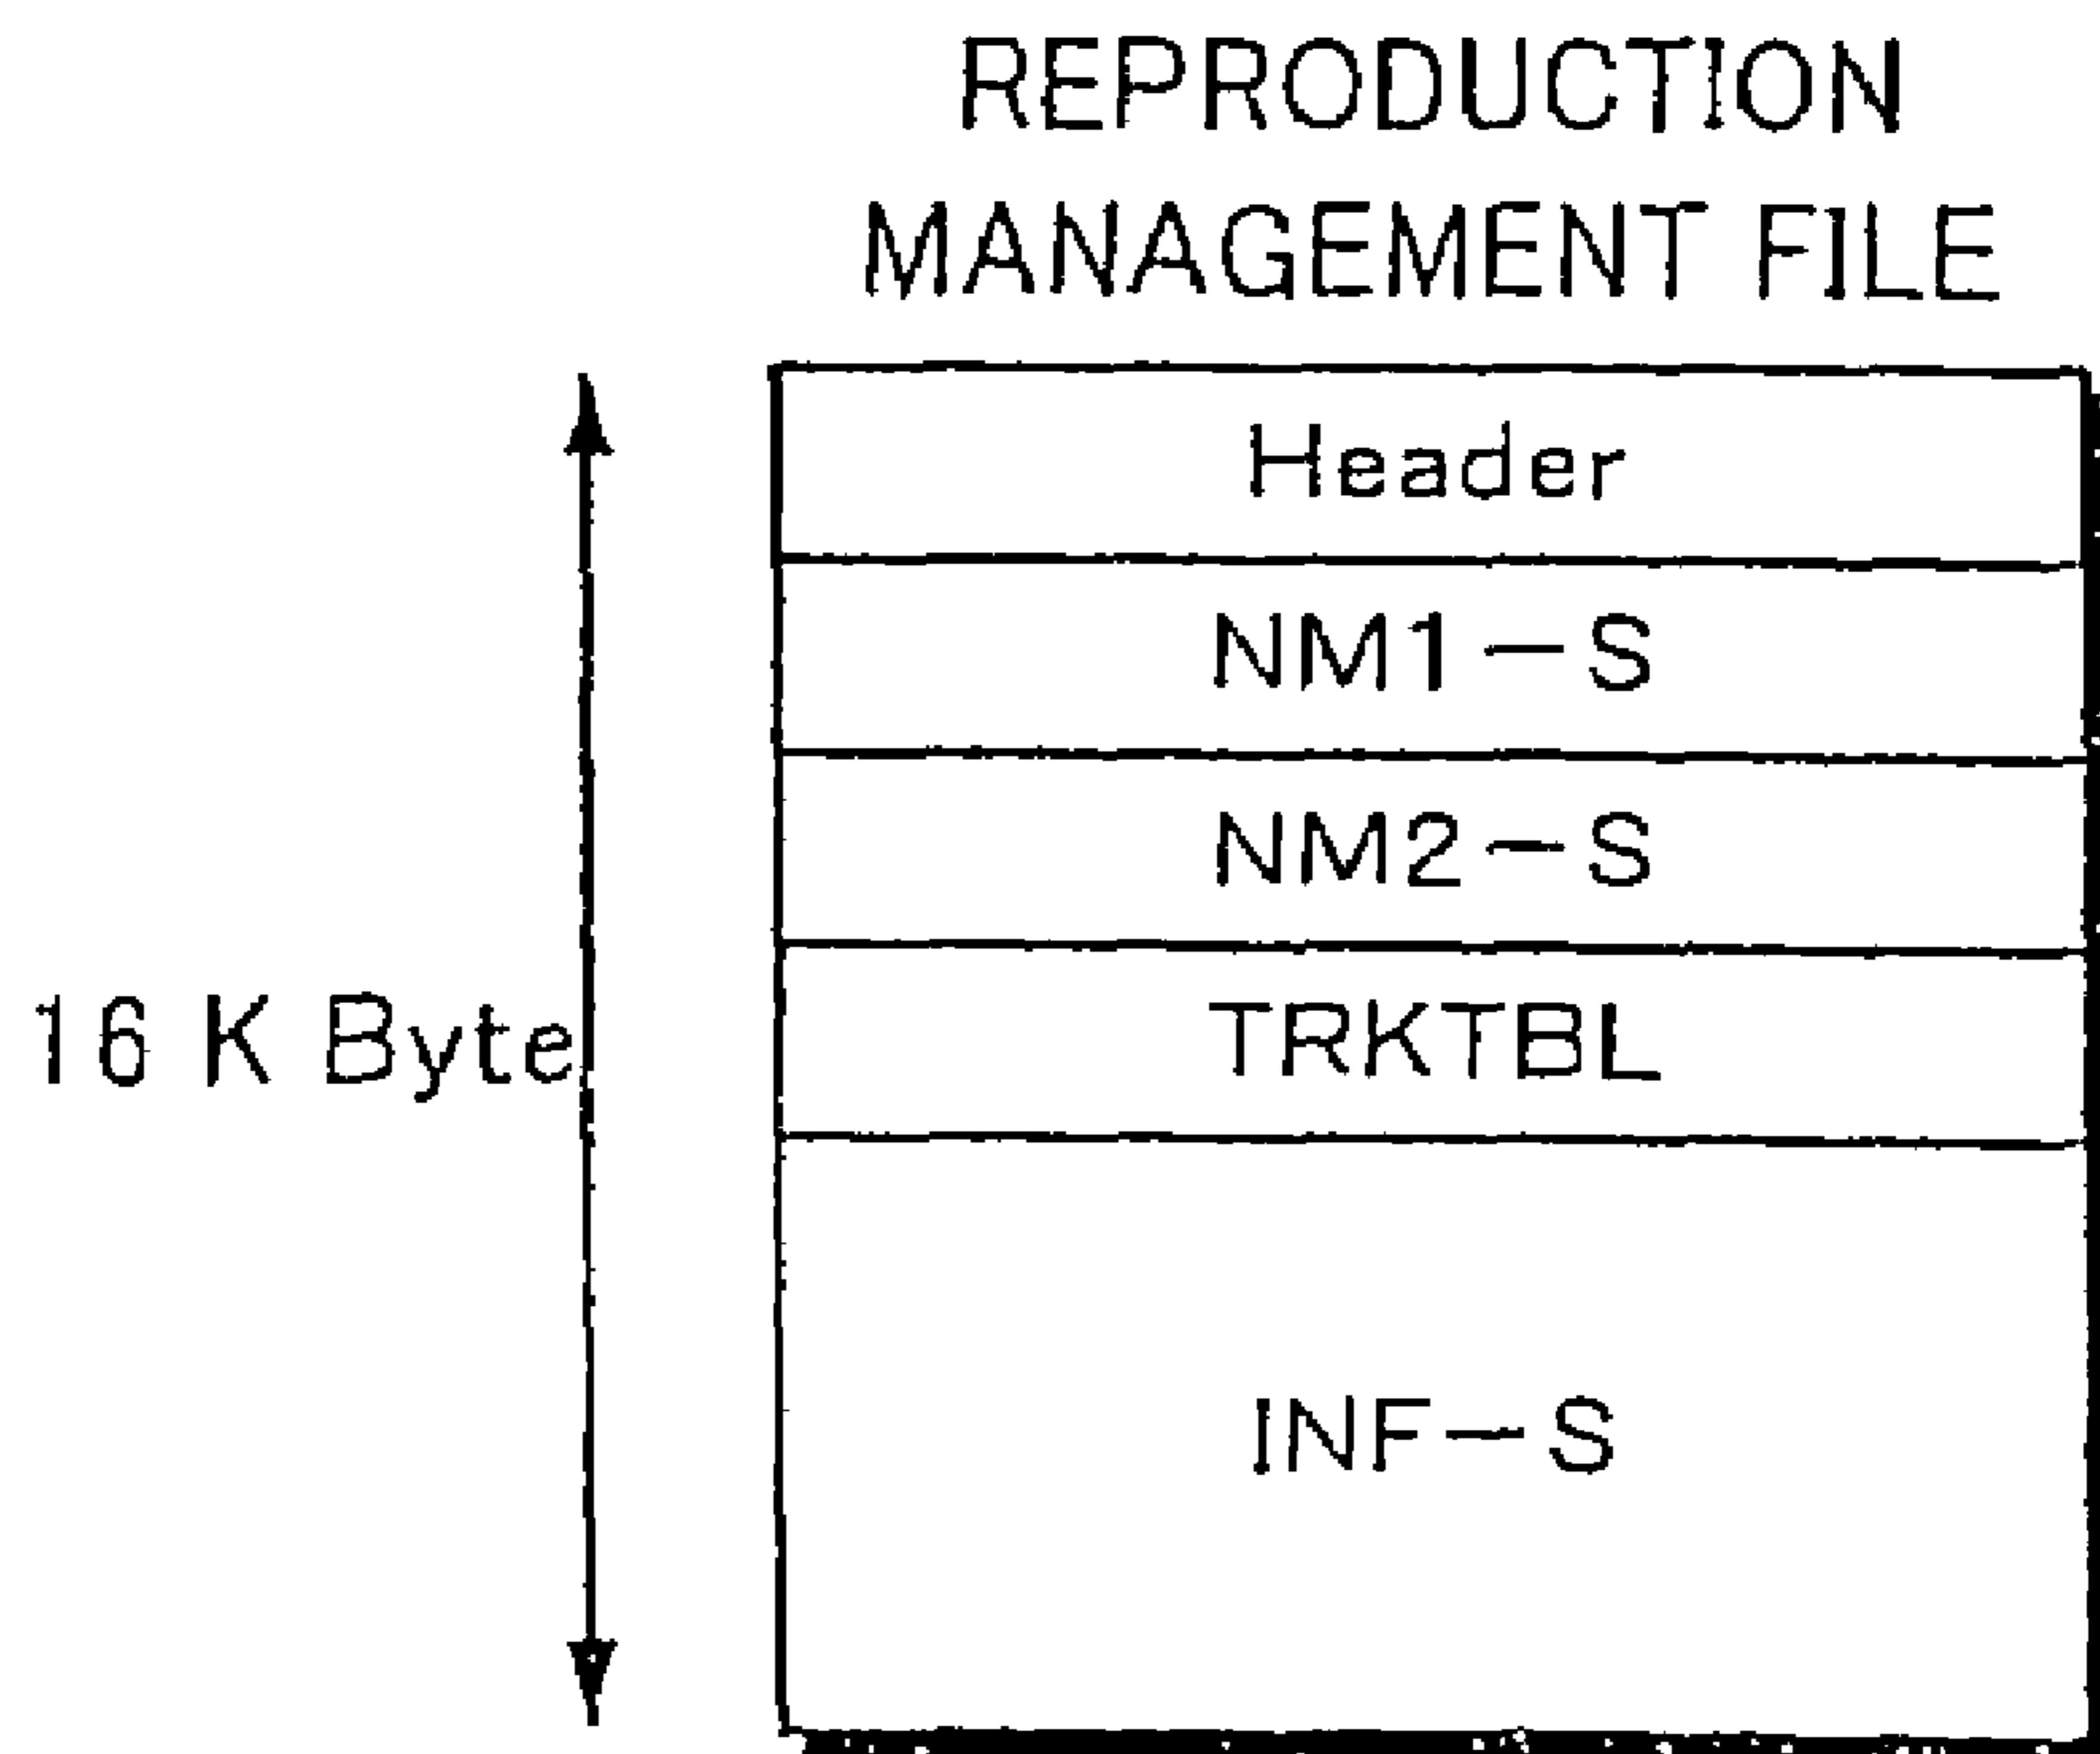 REPRODUCTION
MANAGEMENT FILE
Header
NM1-S
NM2-S
16 K Byte
TRKTBL
INF-S